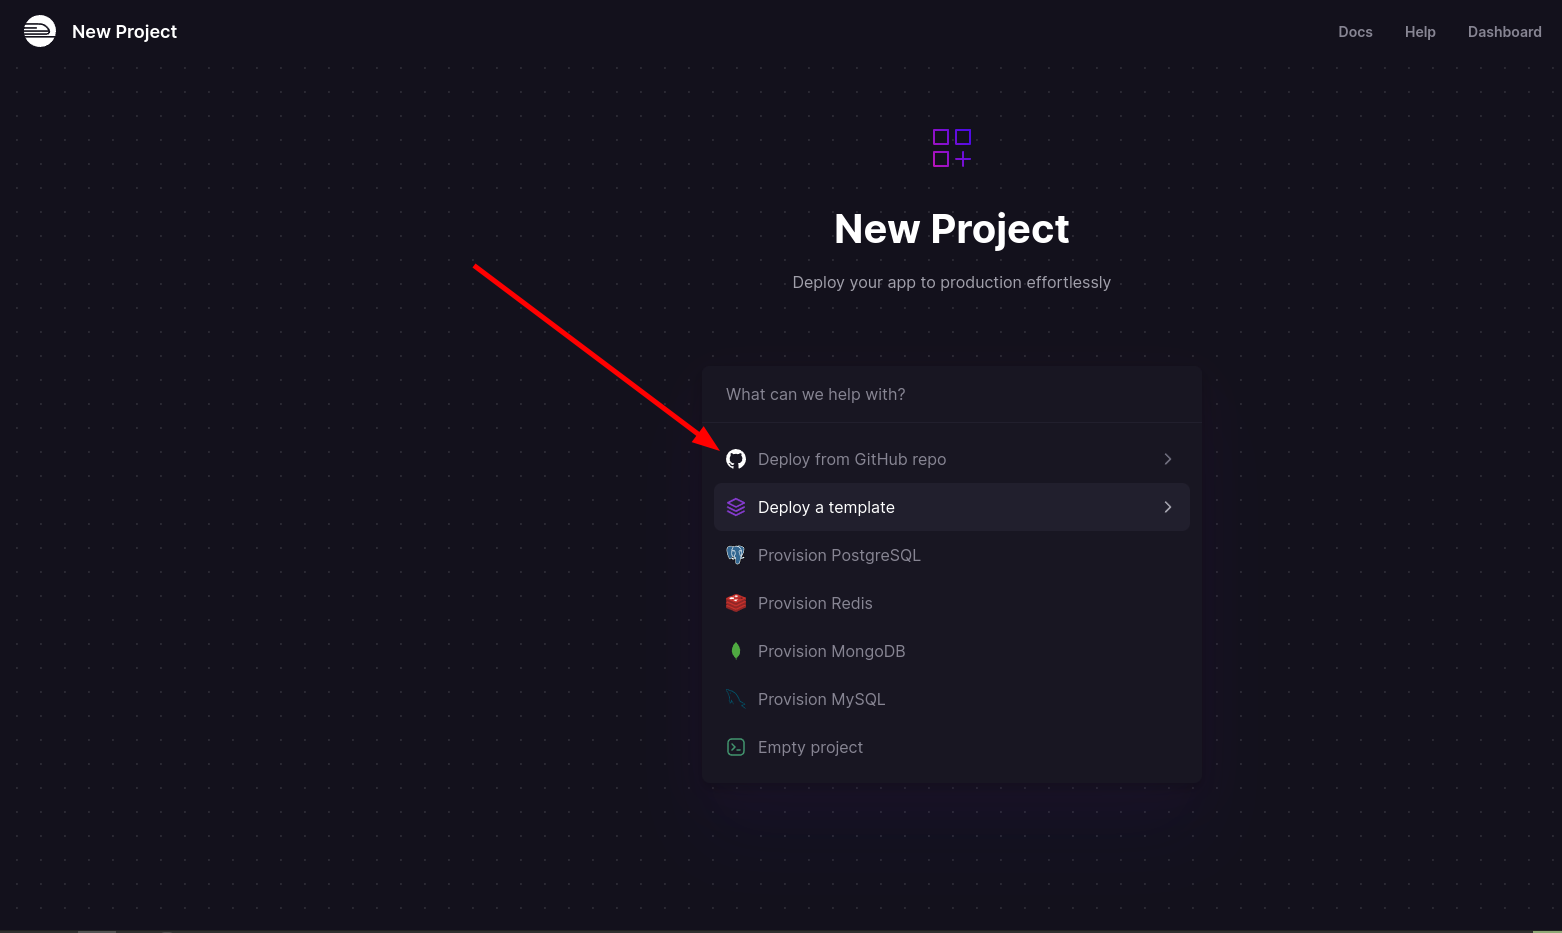 New Project
Docs
Help
Dashboard
New Project
Deploy your app to production effortlessly
What can we help with?
Deploy from GitHub repo
Deploy a template
Provision PostgreSQL
Provision Redis
Provision MongoDB
Provision MySQL
Empty project